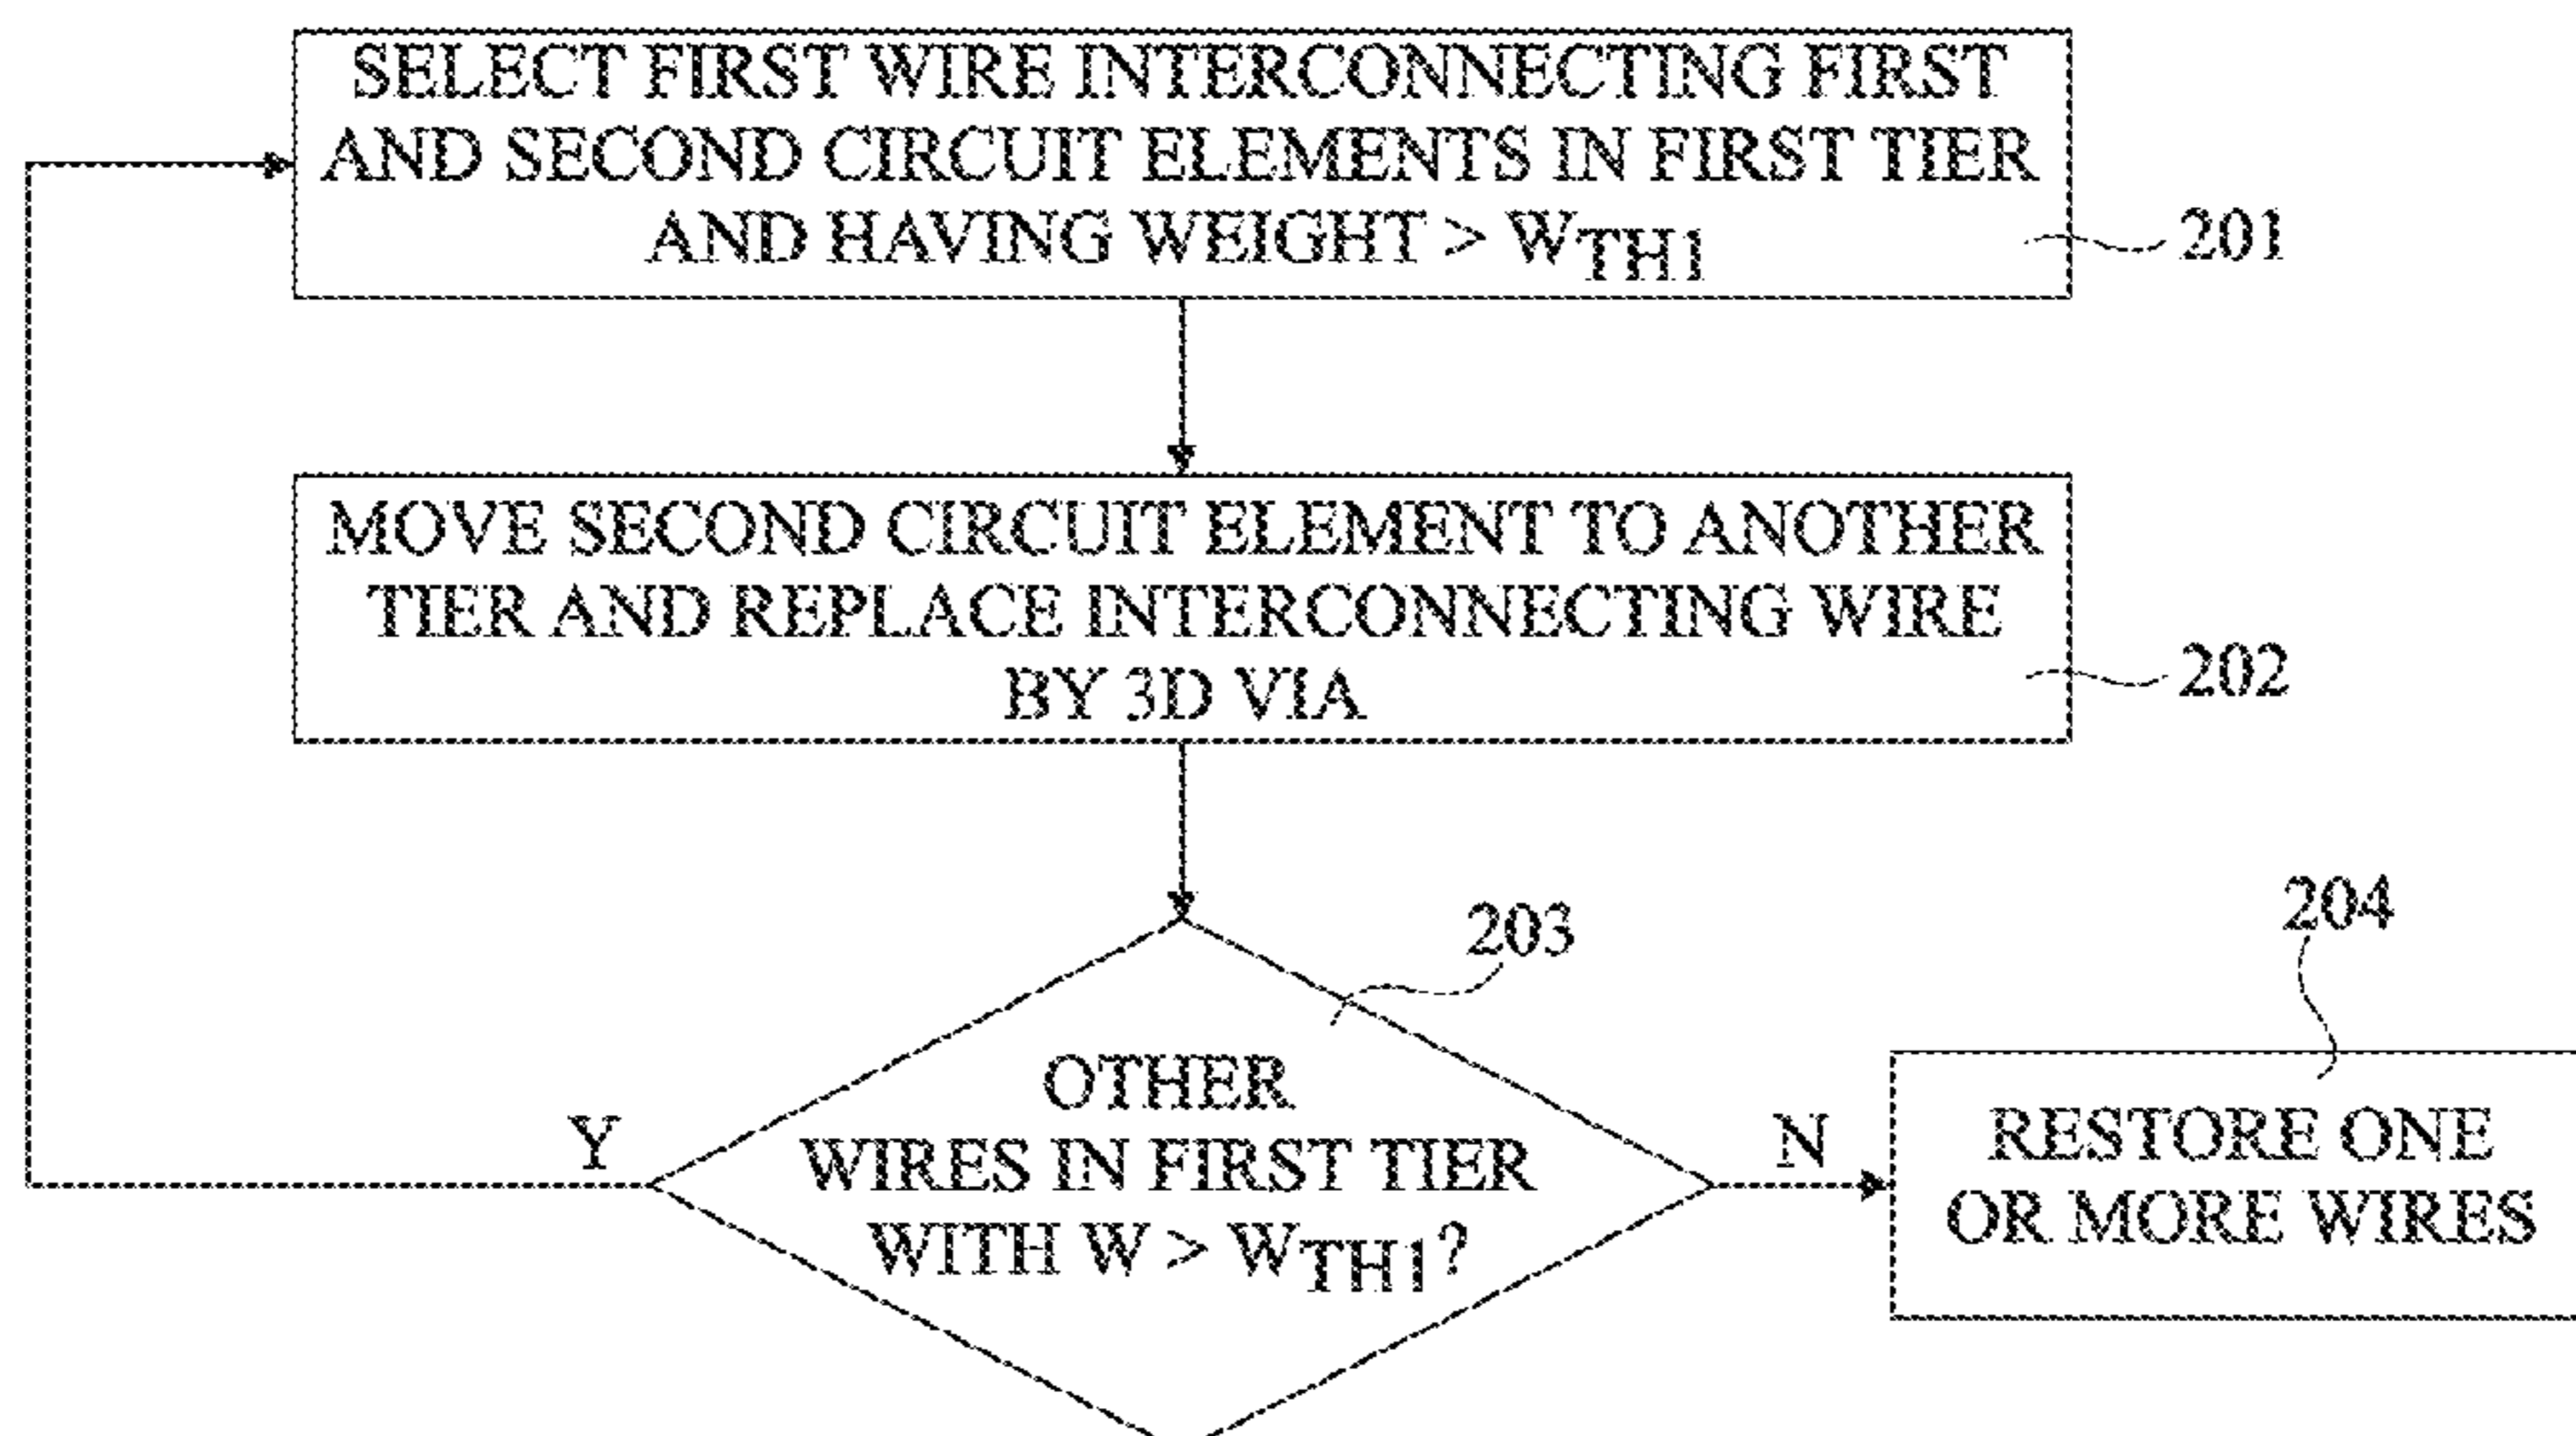 SELECT FIRST WIRE INTERCONNECTING FIRST
AND SECOND CIRCUIT ELEMENTS IN FIRST TIER
AND HAVING WEIGHT > WTH1
201
MOVE SECOND CIRCUIT ELEMENT TO ANOTHER
TIER AND REPLACE INTERCONNECTING WIRE
BY 3D VIA
202
203
204
OTHER
WIRES IN FIRST TIER
WITH W > WTH1?
Y
N
RESTORE ONE
OR MORE WIRES